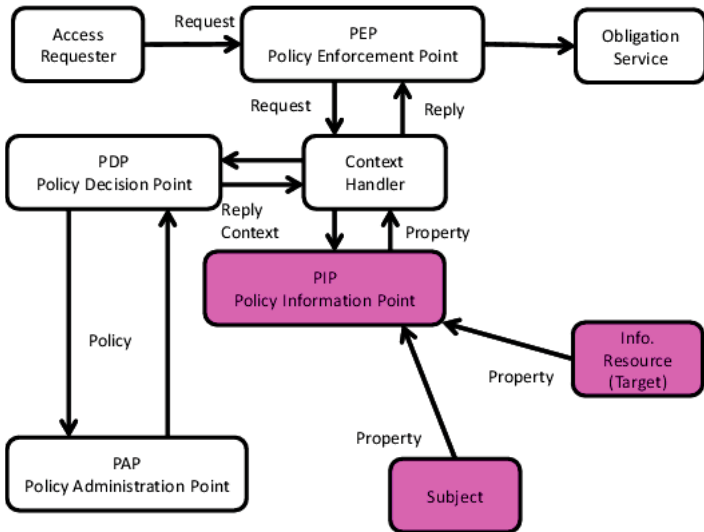 Access
Requester
Request
PEP
Policy Enforcement Point
Obligation
Service
Request
Reply
PDP
Policy Decision Point
Context
Handler
Reply
Context
Property
PIP
Policy Information Point
Policy
Info.
Resource
(Target)
Property
Property
PAP
Policy Administration Point
Subject